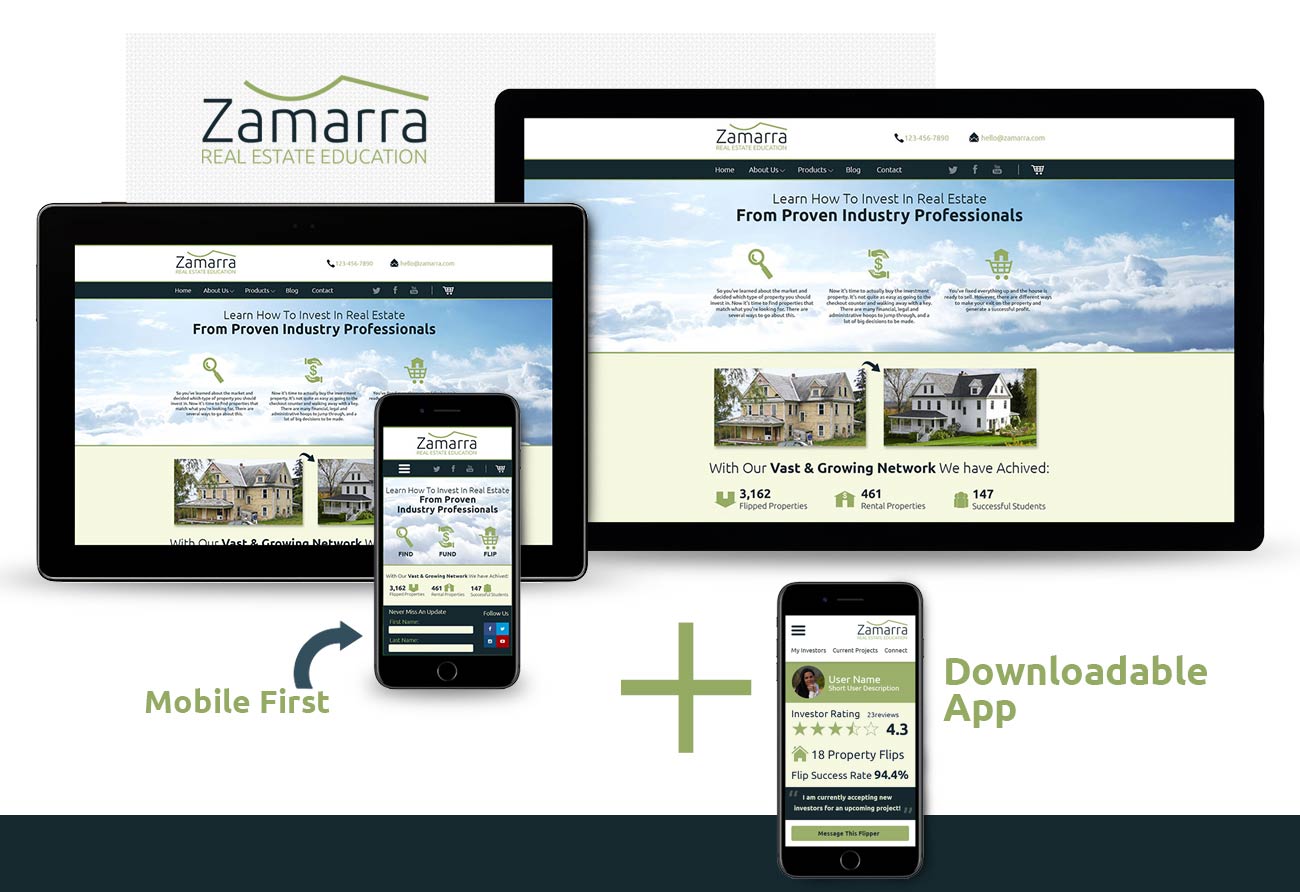 Zamarra
REAL ESTATE EDUCATION
Zamarra
REAL ESTATE EDUCATION
123-456-7890
hello@zamarra.com
Home About Us Products Blog Contact
Learn How To Invest In Real Estate
From Proven Industry Professionals
So you've learned about the market and
decided which type of property you should
invest in. Now it's time to find properties that
match what you're looking for. There are
several ways to go about this.
Now it's time to actually buy the investment
property. It's not quite as easy as going to the
checkout counter and walking away with a key.
There are many financial, legal and
administrative hoops to jump through, and a
lot of big decisions to be made.
You've fixed everything up and the house is
ready to sell. However, there are different ways
to make your exit on the property and
generate a successful profit.
With Our Vast & Growing Network We have Achived:
3,162
Flipped Properties
461
Rental Properties
147
Successful Students
Zamarra
REAL ESTATE EDUCATION
123-456-7890
hello@zamarra.com
Home About Us Products Blog Contact
Learn How To Invest In Real Estate
From Proven Industry Professionals
So you've learned about the market and
decided which type of property you should
invest in. Now it's time to find properties that
match what you're looking for. There are
several ways to go about this.
Now it's time to actually buy the investment
property. It's not quite as easy as going to the
checkout counter and walking away with a key.
There are many financial, legal and
administrative hoops to jump through, and a
lot of big decisions to be made.
With Our Vast & Growing Network W
Zamarra
REAL ESTATE EDUCATION
Learn How To Invest In Real Estate
From Proven
Industry Professionals
FIND FUND FLIP
With Our Vast & Growing Network We have Achived:
3,162
Flipped Properties
461
Rental Properties
147
Successful Students
Never Miss An Update
Follow Us
First Name:
Last Name:
Mobile First
Zamarra
REAL ESTATE EDUCATION
My Investors Current Projects Connect
User Name
Short User Description
Investor Rating 23reviews
4.3
18 Property Flips
Flip Success Rate 94.4%
" I am currently accepting new
investors for an upcoming project! "
Message This Flipper
Downloadable
App